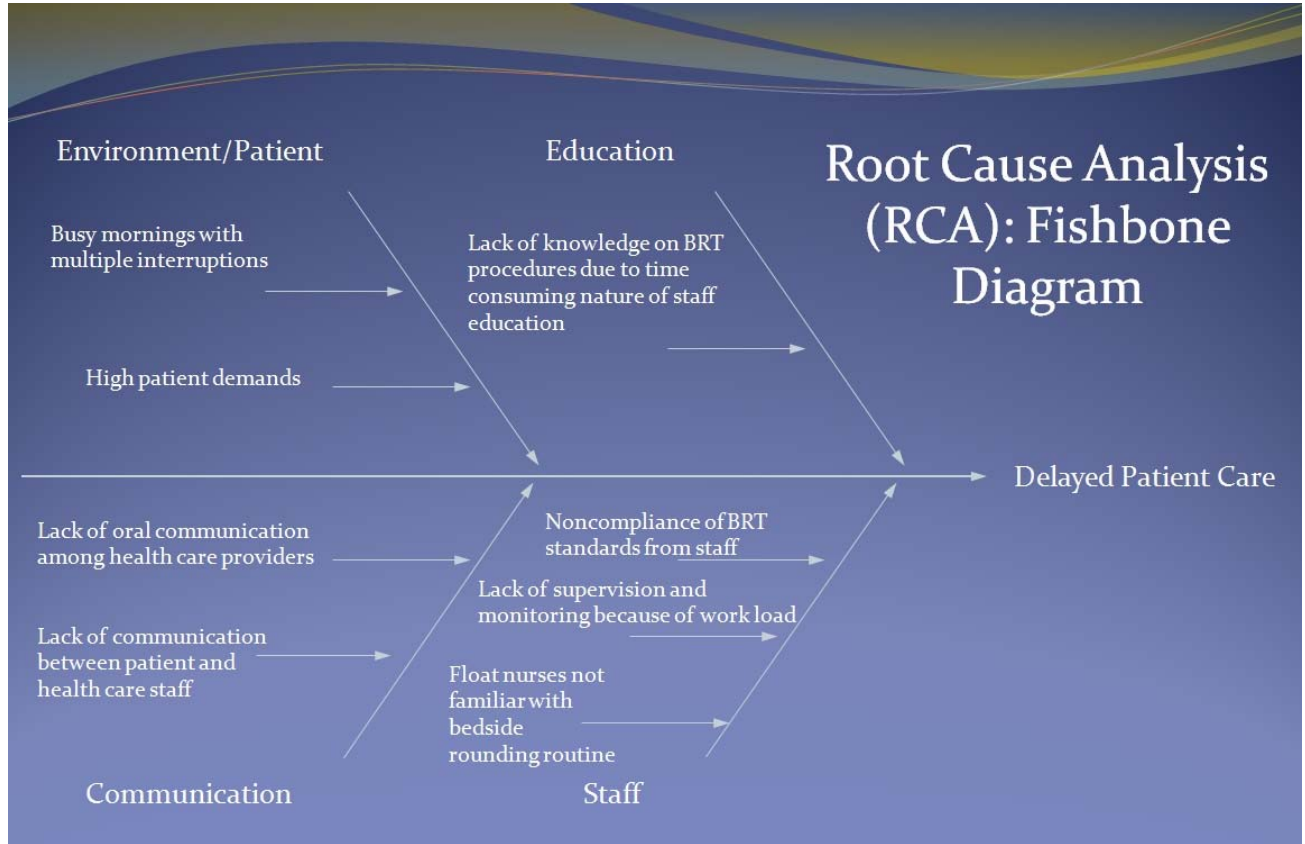 Environment/Patient
Education
Root Cause Analysis
(RCA): Fishbone
Diagram
Busy mornings with
multiple interruptions
Lack of knowledge on BRT
procedures due to time
consuming nature of staff
education
High patient demands
Delayed Patient Care
Lack of oral communication
among health care providers
Noncompliance of BRT
standards from staff
Lack of supervision and
monitoring because of work load
Lack of communication
between patient and
health care staff
Float nurses not
familiar with
bedside
rounding routine
Communication
Staff